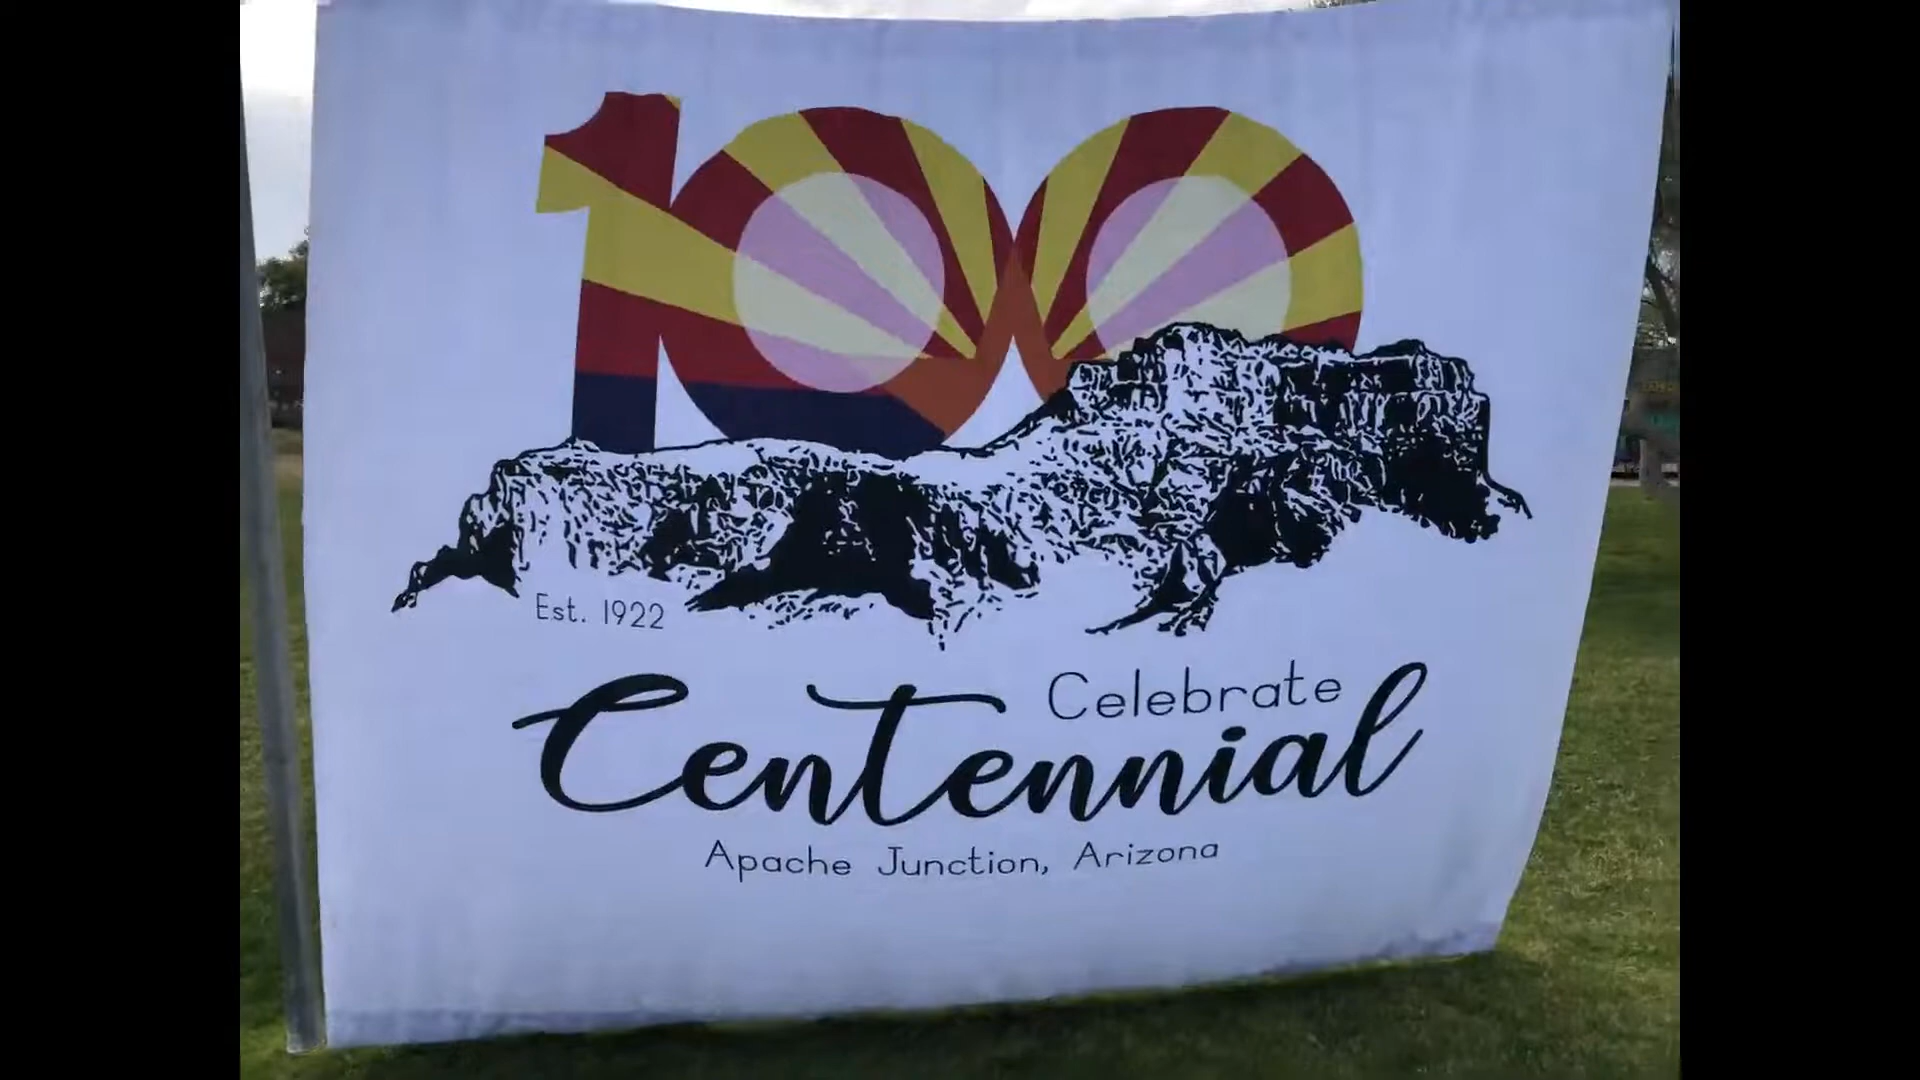 100
Est. 1922
Celebrate
Centennial
Apache Junction, Arizona